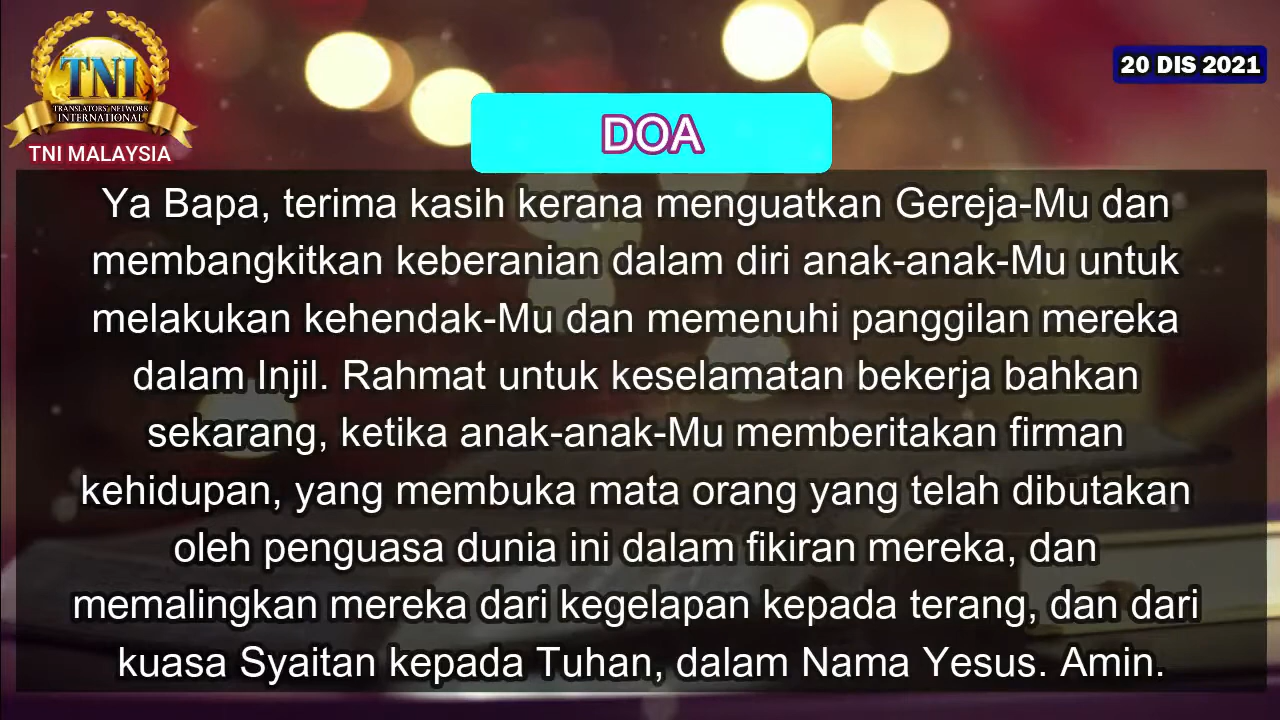 TNI
TRANSLATORS' NETWORK
INTERNATIONAL
TNI MALAYSIA
20 DIS 2021
DOA
Ya Bapa, terima kasih kerana menguatkan Gereja-Mu dan
membangkitkan keberanian dalam diri anak-anak-Mu untuk
melakukan kehendak-Mu dan memenuhi panggilan mereka
dalam Injil. Rahmat untuk keselamatan bekerja bahkan
sekarang, ketika anak-anak-Mu memberitakan firman
kehidupan, yang membuka mata orang yang telah dibutakan
oleh penguasa dunia ini dalam fikiran mereka, dan
memalingkan mereka dari kegelapan kepada terang, dan dari
kuasa Syaitan kepada Tuhan, dalam Nama Yesus. Amin.